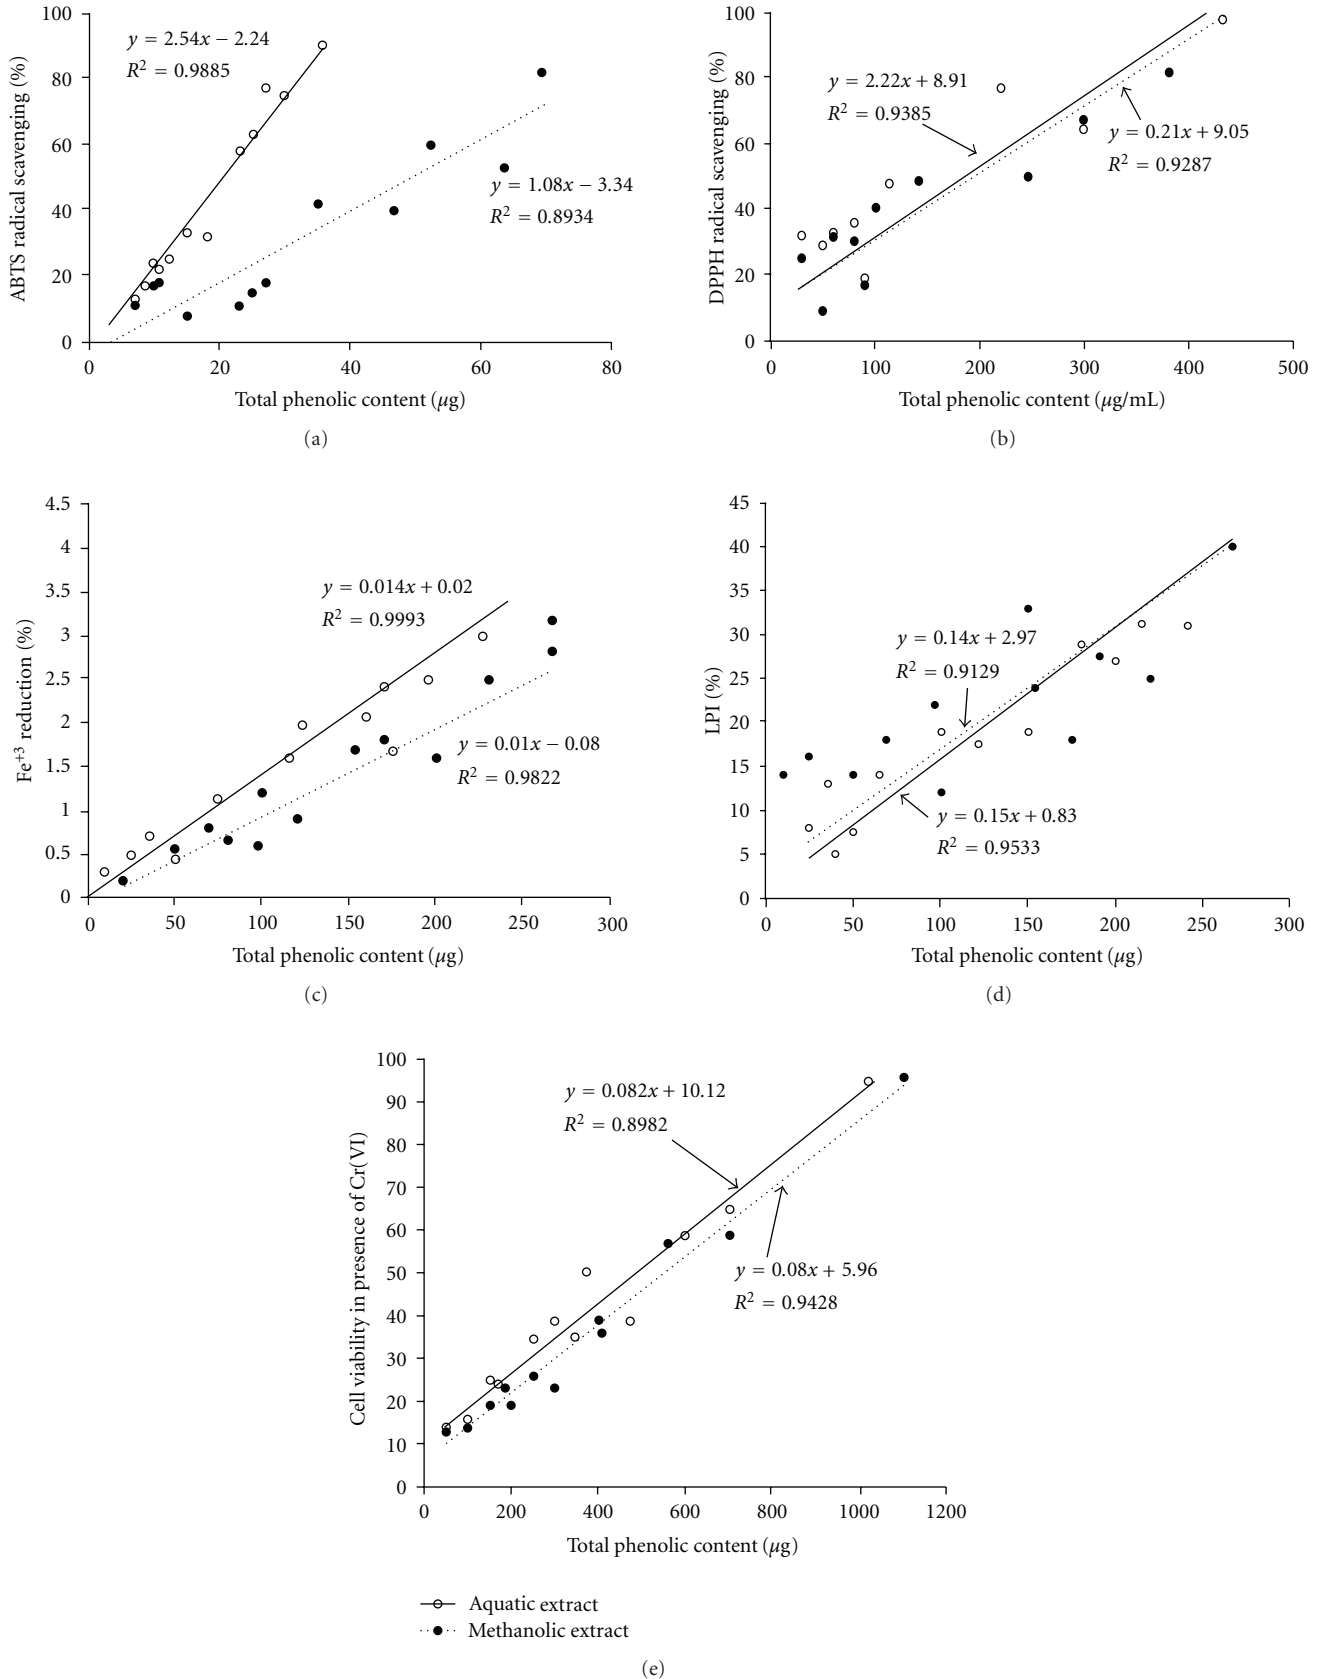 100
80
60
40
20
0
ABTS radical scavenging (%)
y = 2.54x − 2.24
R² = 0.9885
y = 1.08x − 3.34
R² = 0.8934
0 20 40 60 80
Total phenolic content (µg)
(a)
100
80
60
40
20
0
DPPH radical scavenging (%)
y = 2.22x + 8.91
R² = 0.9385
y = 0.21x + 9.05
R² = 0.9287
0 100 200 300 400 500
Total phenolic content (µg/mL)
(b)
4.5
4
3.5
3
2.5
2
1.5
1
0.5
0
Fe⁺³ reduction (%)
y = 0.014x + 0.02
R² = 0.9993
y = 0.01x − 0.08
R² = 0.9822
0 50 100 150 200 250 300
Total phenolic content (µg)
(c)
45
40
35
30
25
20
15
10
5
0
LPI (%)
y = 0.14x + 2.97
R² = 0.9129
y = 0.15x + 0.83
R² = 0.9533
0 50 100 150 200 250 300
Total phenolic content (µg)
(d)
100
90
80
70
60
50
40
30
20
10
0
Cell viability in presence of Cr(VI)
y = 0.082x + 10.12
R² = 0.8982
y = 0.08x + 5.96
R² = 0.9428
0 200 400 600 800 1000 1200
Total phenolic content (µg)
Aquatic extract
Methanolic extract
(e)